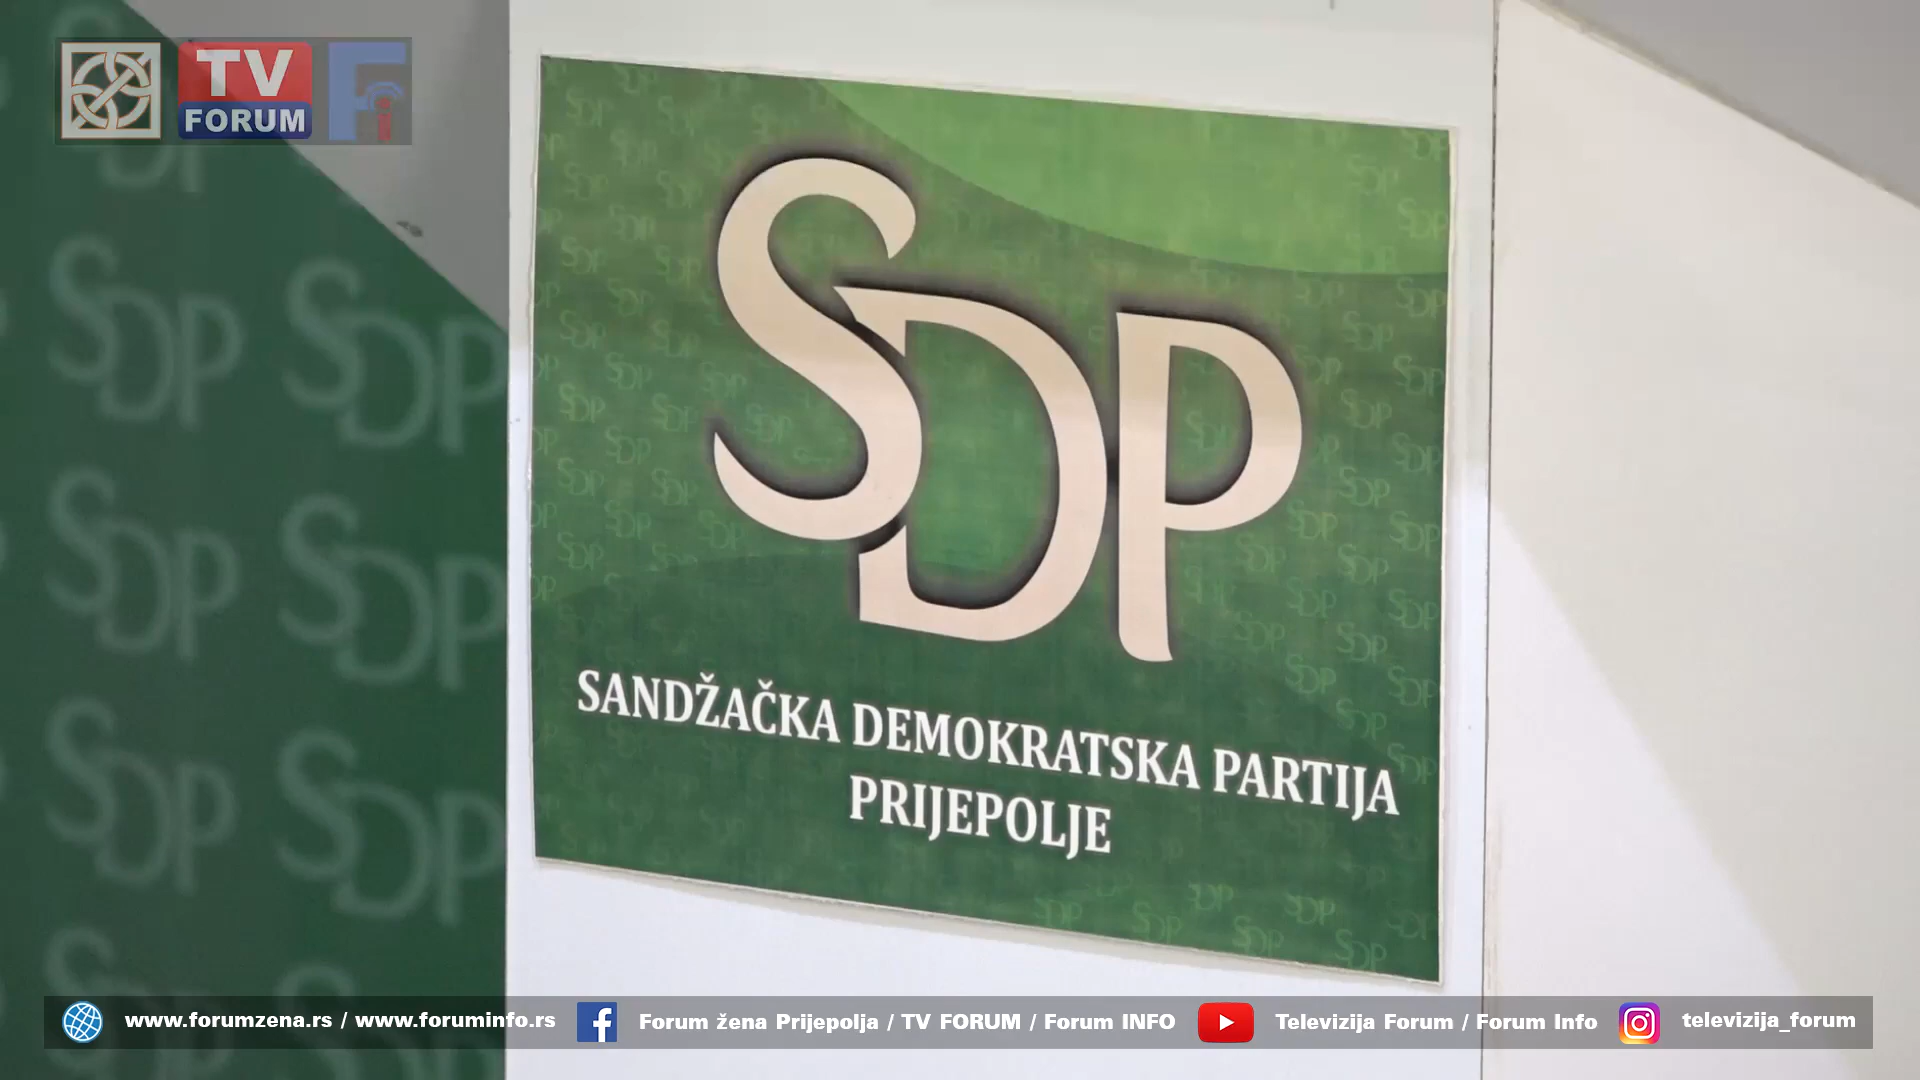 TV
FORUM
Fi
SDP
SANDŽAČKA DEMOKRATSKA PARTIJA
PRIJEPOLJE
www.forumzena.rs / www.foruminfo.rs
Forum žena Prijepolja / TV FORUM / Forum INFO
Televizija Forum / Forum Info
televizija_forum